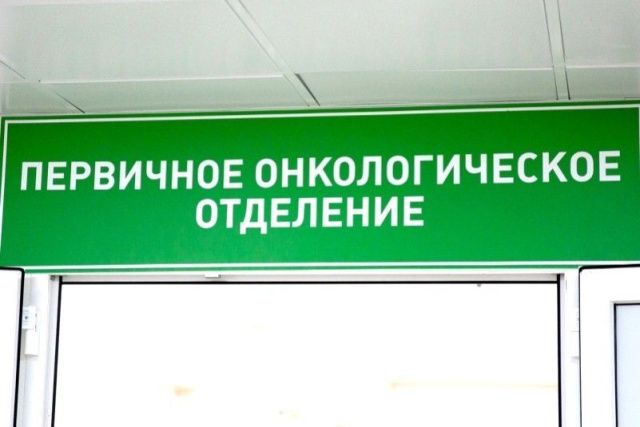 ПЕРВИЧНОЕ ОНКОЛОГИЧЕСКОЕ
ОТДЕЛЕНИЕ